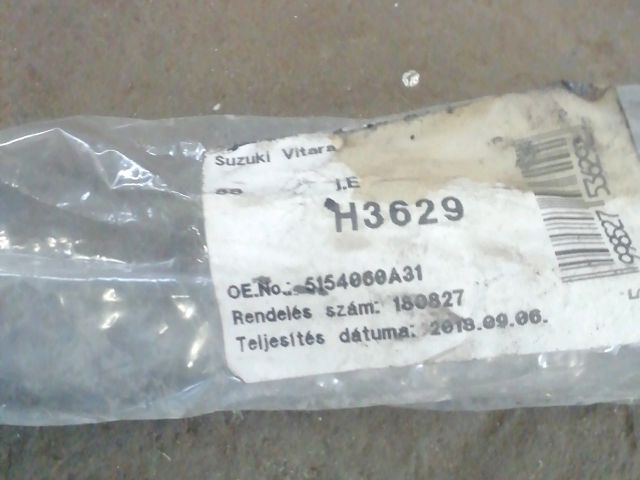 Suzuki Vitara
I.E
H3629
OE.No.: 5154060A31
Rendelés szám: 180827
Teljesítés dátuma: 2018.09.06.